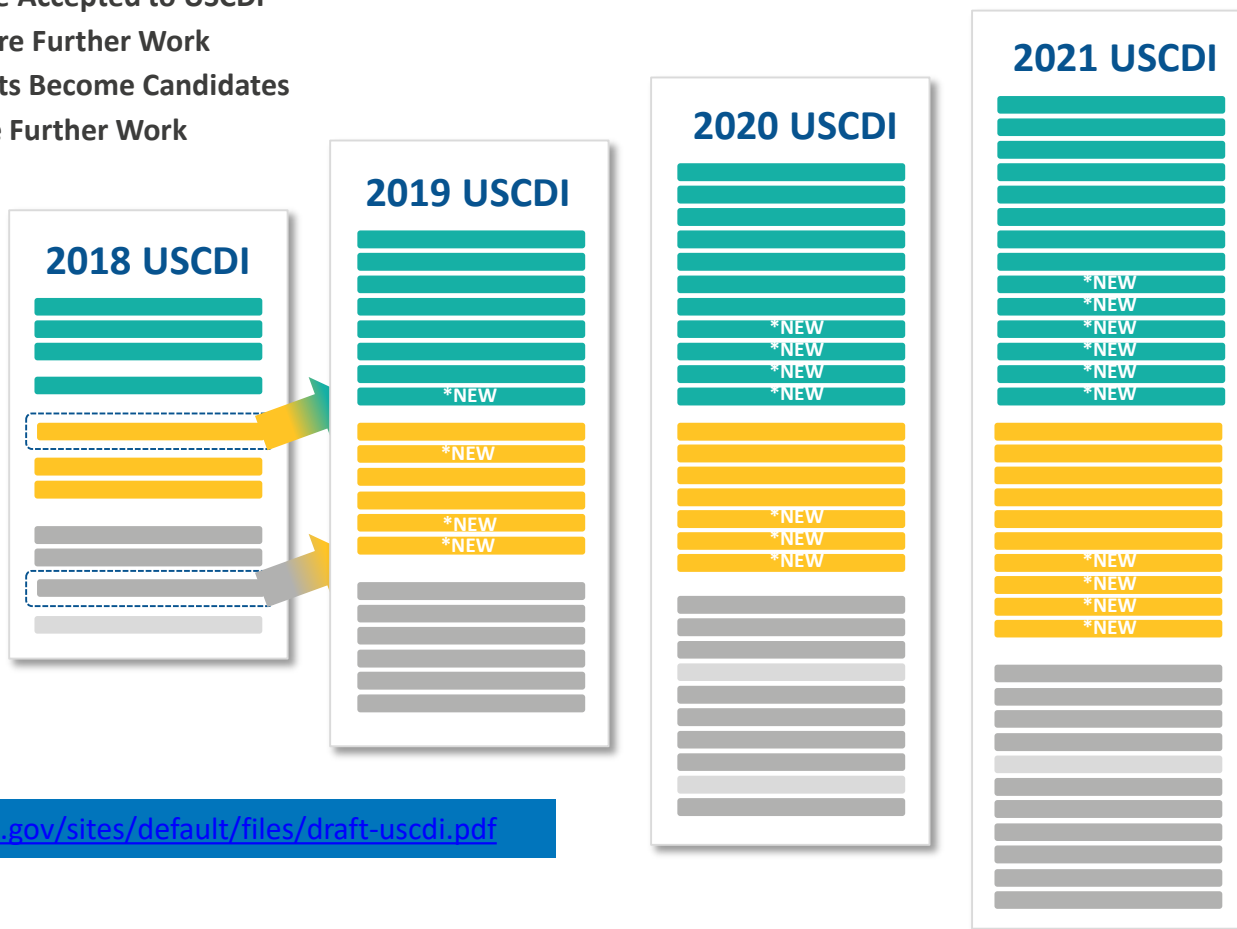 e Accepted to USCDI
re Further Work
ts Become Candidates
e Further Work
2018 USCDI
2019 USCDI
*NEW
*NEW
*NEW
*NEW
2020 USCDI
*NEW
*NEW
*NEW
*NEW
*NEW
*NEW
*NEW
2021 USCDI
*NEW
*NEW
*NEW
*NEW
*NEW
*NEW
*NEW
*NEW
*NEW
*NEW
.gov/sites/default/files/draft-uscdi.pdf